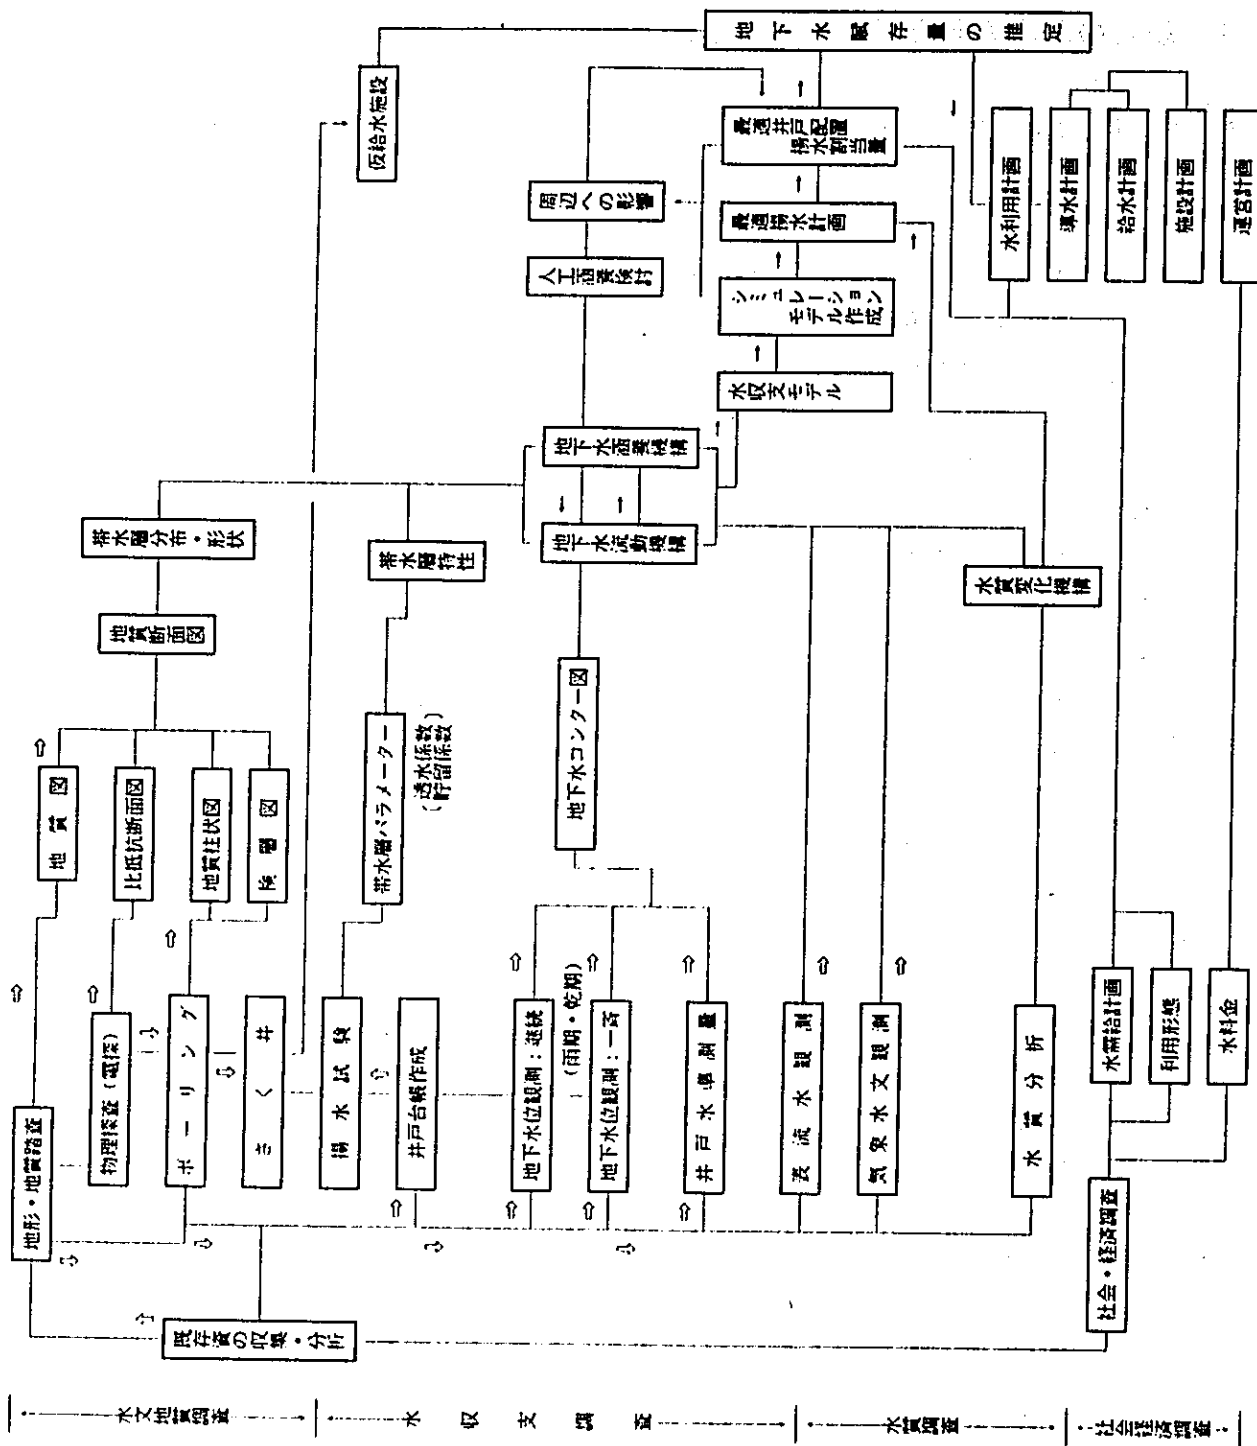 水文地質調査
水収支調査
水質調査
社会経済調査
既存資の収集・分析
地形・地質踏査
物理探査(電探)
ボーリング
さく井
揚水試験
井戸台帳作成
地下水位観測:継続
(雨期・乾期)
地下水位観測:一斉
井戸水準測量
表流水観測
気象水文観測
水質分析
社会・経済調査
水需給計画
利用形態
水料金
地質図
比抵抗断面図
地質柱状図
検層図
帯水層パラメーター
(透水係数
貯留係数)
地下水コンター図
地質断面図
帯水層分布・形状
帯水層特性
地下水流動機構
地下水涵養機構
水質変化機構
水収支モデル
シミュレーション
モデル作成
最適揚水計画
最適井戸配置
揚水割当量
人工涵養検討
周辺への影響
仮給水施設
地下水賦存量の推定
水利用計画
導水計画
給水計画
施設計画
運営計画